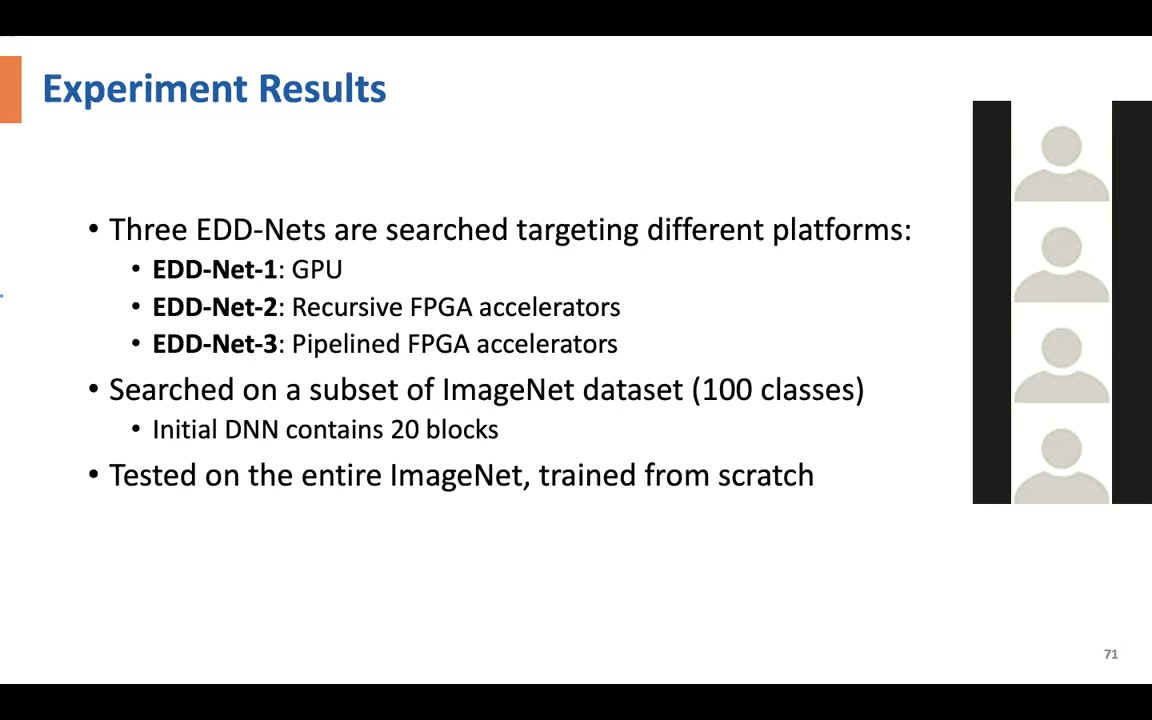 Experiment Results
• Three EDD-Nets are searched targeting different platforms:
• EDD-Net-1: GPU
• EDD-Net-2: Recursive FPGA accelerators
• EDD-Net-3: Pipelined FPGA accelerators
• Searched on a subset of ImageNet dataset (100 classes)
• Initial DNN contains 20 blocks
• Tested on the entire ImageNet, trained from scratch
71